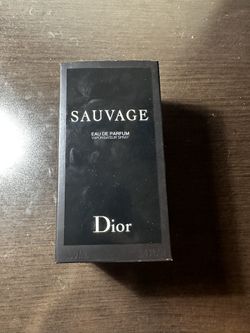 SAUVAGE
EAU DE PARFUM
VAPORISATEUR SPRAY
Dior